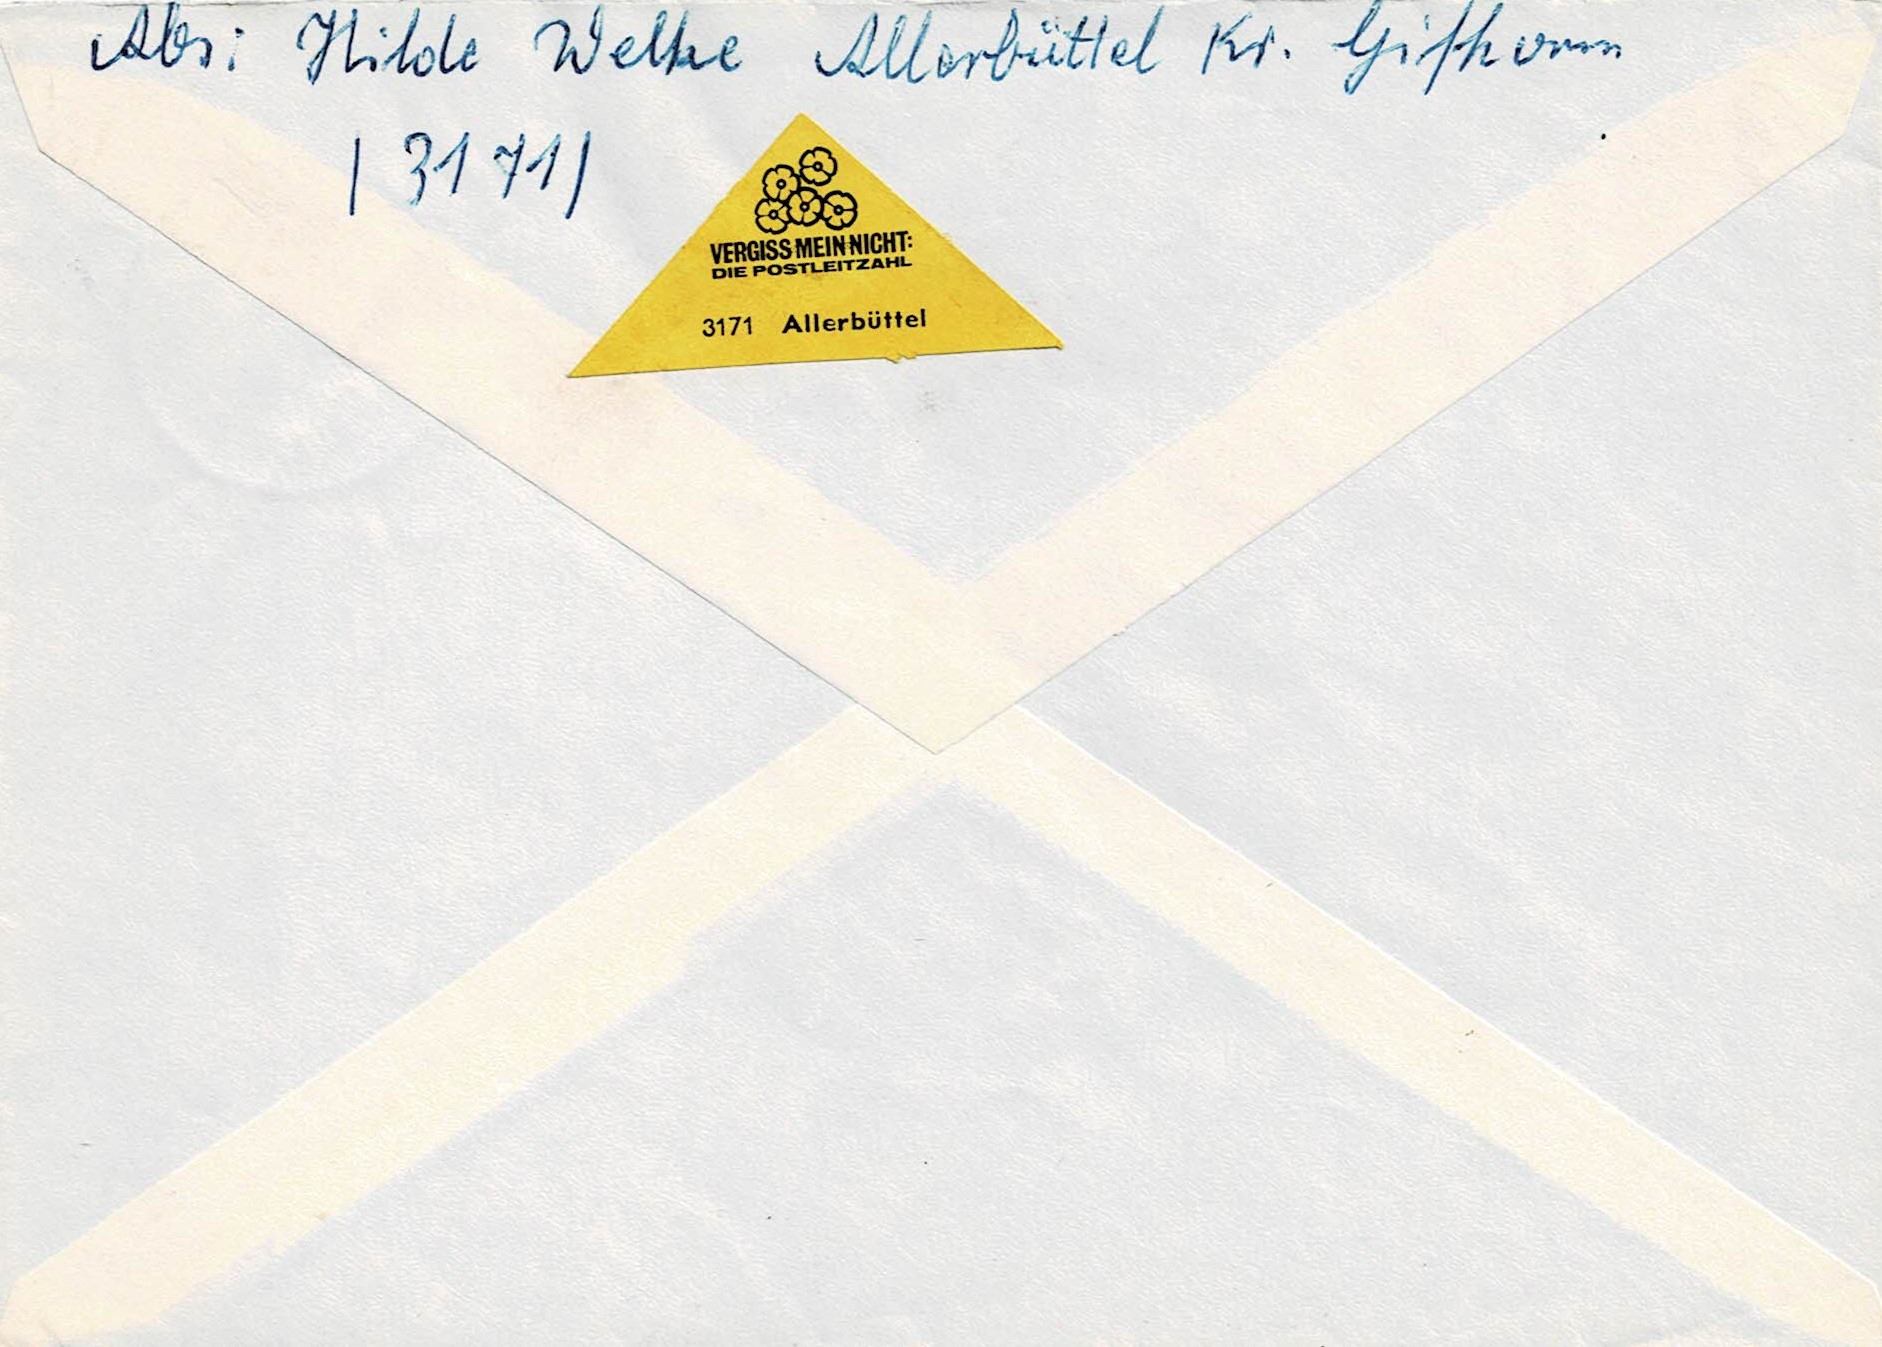 Abs: Hilde Welke Allerbüttel Kr. Gifhorn
| 3171 |
VERGISS·MEIN·NICHT:
DIE POSTLEITZAHL
3171 Allerbüttel